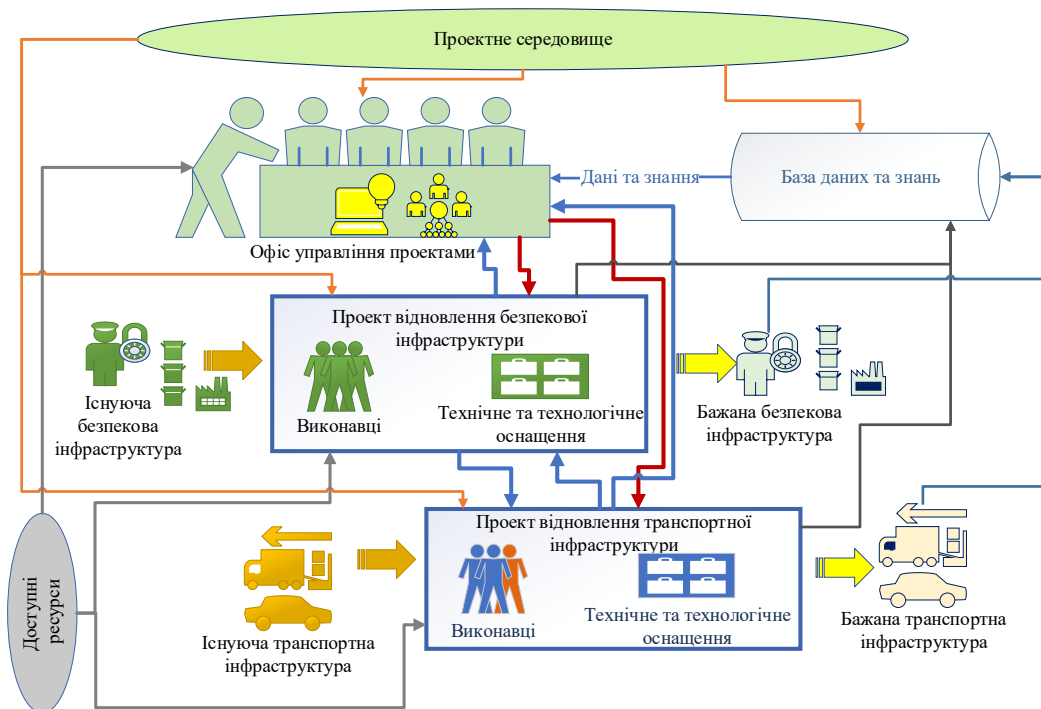 Проектне середовище
Дані та знання
База даних та знань
Офіс управління проектами
Проект відновлення безпекової
інфраструктури
Виконавці
Технічне та технологічне
оснащення
Існуюча
безпекова
інфраструктура
Бажана безпекова
інфраструктура
Проект відновлення транспортної
інфраструктури
Виконавці
Технічне та технологічне
оснащення
Існуюча транспортна
інфраструктура
Бажана транспортна
інфраструктура
Доступні
ресурси